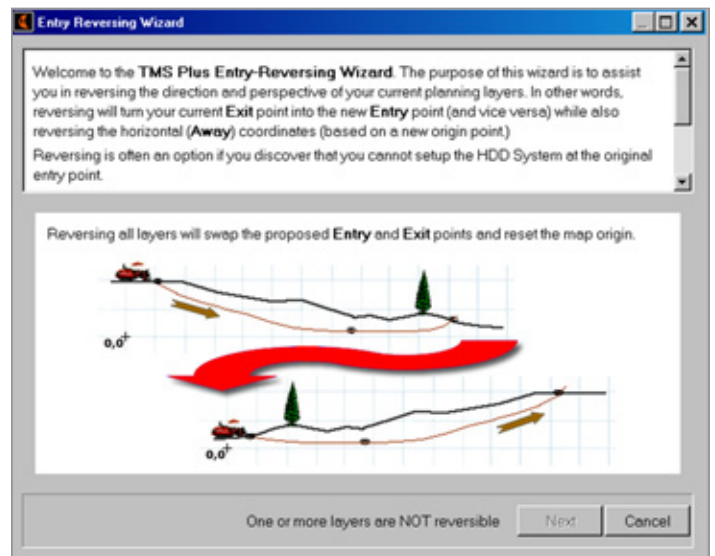 Entry Reversing Wizard
Welcome to the TMS Plus Entry-Reversing Wizard. The purpose of this wizard is to assist
you in reversing the direction and perspective of your current planning layers. In other words,
reversing will turn your current Exit point into the new Entry point (and vice versa) while also
reversing the horizontal (Away) coordinates (based on a new origin point.)
Reversing is often an option if you discover that you cannot setup the HDD System at the original
entry point.
Reversing all layers will swap the proposed Entry and Exit points and reset the map origin.
0,0
0,0
One or more layers are NOT reversible
Next
Cancel